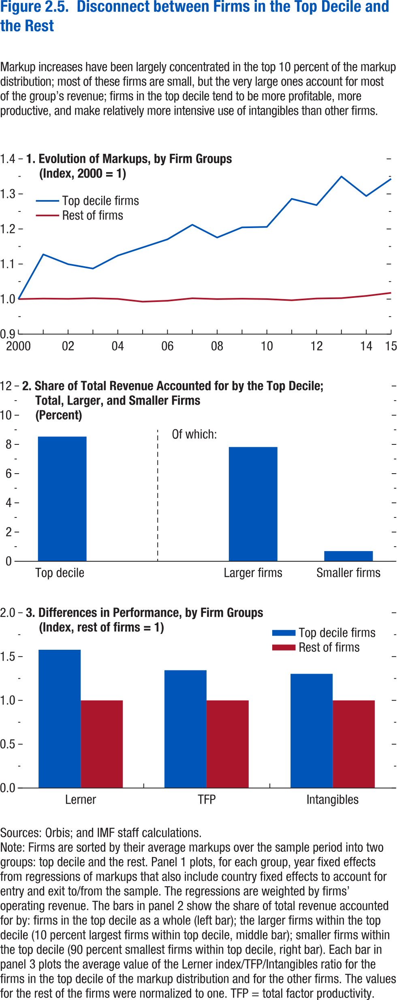 Figure 2.5.  Disconnect between Firms in the Top Decile and
the Rest
Markup increases have been largely concentrated in the top 10 percent of the markup
distribution; most of these firms are small, but the very large ones account for most
of the group’s revenue; firms in the top decile tend to be more profitable, more
productive, and make relatively more intensive use of intangibles than other firms.
1.4
1. Evolution of Markups, by Firm Groups
(Index, 2000 = 1)
1.3
Top decile firms
Rest of firms
1.2
1.1
1.0
0.9
2000 02 04 06 08 10 12 14 15
12
2. Share of Total Revenue Accounted for by the Top Decile;
Total, Larger, and Smaller Firms
10
(Percent)
Of which:
8
6
4
2
0
Top decile Larger firms Smaller firms
2.0
3. Differences in Performance, by Firm Groups
(Index, rest of firms = 1)
Top decile firms
Rest of firms
1.5
1.0
0.5
0.0
Lerner TFP Intangibles
Sources: Orbis; and IMF staff calculations.
Note: Firms are sorted by their average markups over the sample period into two
groups: top decile and the rest. Panel 1 plots, for each group, year fixed effects
from regressions of markups that also include country fixed effects to account for
entry and exit to/from the sample. The regressions are weighted by firms’
operating revenue. The bars in panel 2 show the share of total revenue accounted
for by: firms in the top decile as a whole (left bar); the larger firms within the top
decile (10 percent largest firms within top decile, middle bar); smaller firms within
the top decile (90 percent smallest firms within top decile, right bar). Each bar in
panel 3 plots the average value of the Lerner index/TFP/Intangibles ratio for the
firms in the top decile of the markup distribution and for the other firms. The values
for the rest of the firms were normalized to one. TFP = total factor productivity.